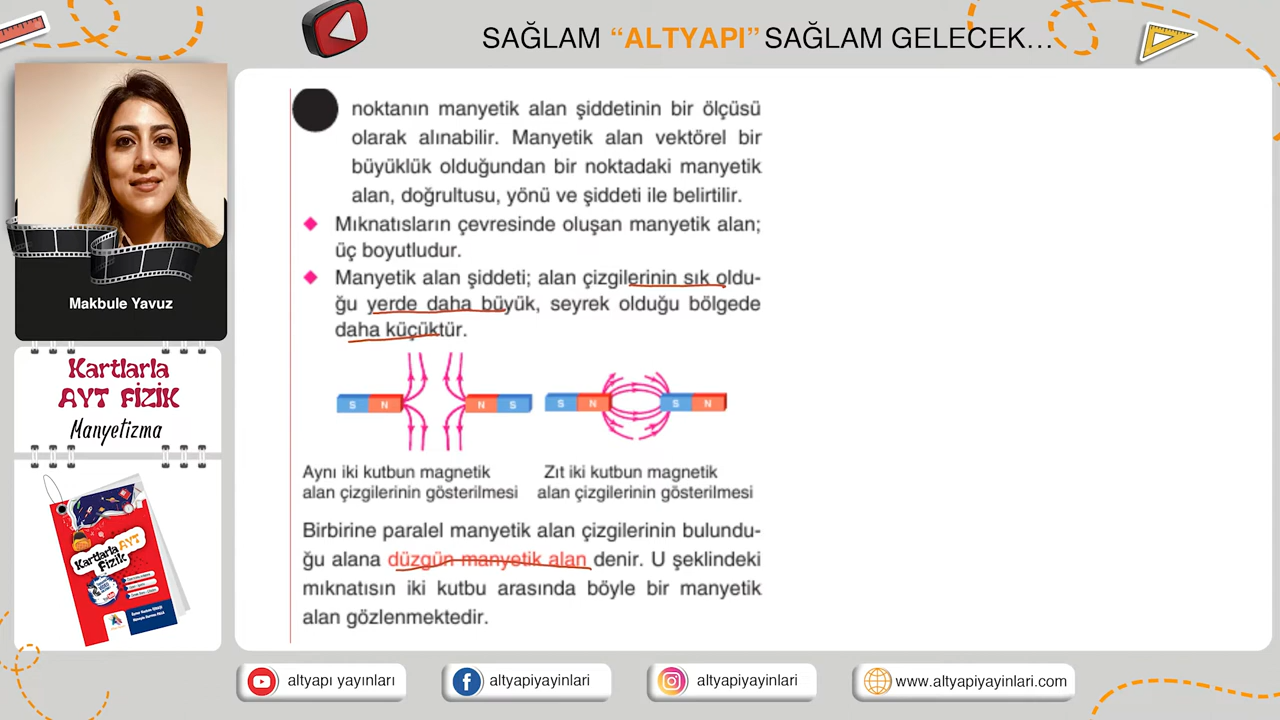 SAĞLAM “ALTYAPI” SAĞLAM GELECEK...
Makbule Yavuz
Kartlarla
AYT FİZİK
Manyetizma
Kartlarla AYT
Fizik
noktanın manyetik alan şiddetinin bir ölçüsü
olarak alınabilir. Manyetik alan vektörel bir
büyüklük olduğundan bir noktadaki manyetik
alan, doğrultusu, yönü ve şiddeti ile belirtilir.
Mıknatısların çevresinde oluşan manyetik alan;
üç boyutludur.
Manyetik alan şiddeti; alan çizgilerinin sık oldu-
ğu yerde daha büyük, seyrek olduğu bölgede
daha küçüktür.
S N N S S N S N
Aynı iki kutbun magnetik
alan çizgilerinin gösterilmesi
Zıt iki kutbun magnetik
alan çizgilerinin gösterilmesi
Birbirine paralel manyetik alan çizgilerinin bulundu-
ğu alana düzgün manyetik alan denir. U şeklindeki
mıknatısın iki kutbu arasında böyle bir manyetik
alan gözlenmektedir.
altyapı yayınları
altyapiyayinlari
altyapiyayinlari
www.altyapiyayinlari.com